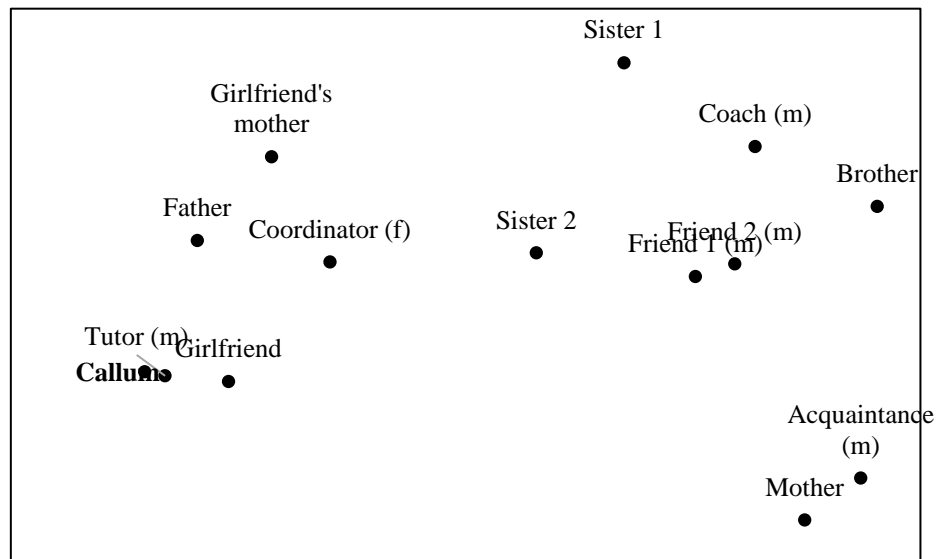 Sister 1
Girlfriend's
mother
Coach (m)
Brother
Father
Coordinator (f)
Sister 2
Friend 2 (m)
Friend 1 (m)
Tutor (m)
Girlfriend
Callum
Acquaintance
(m)
Mother